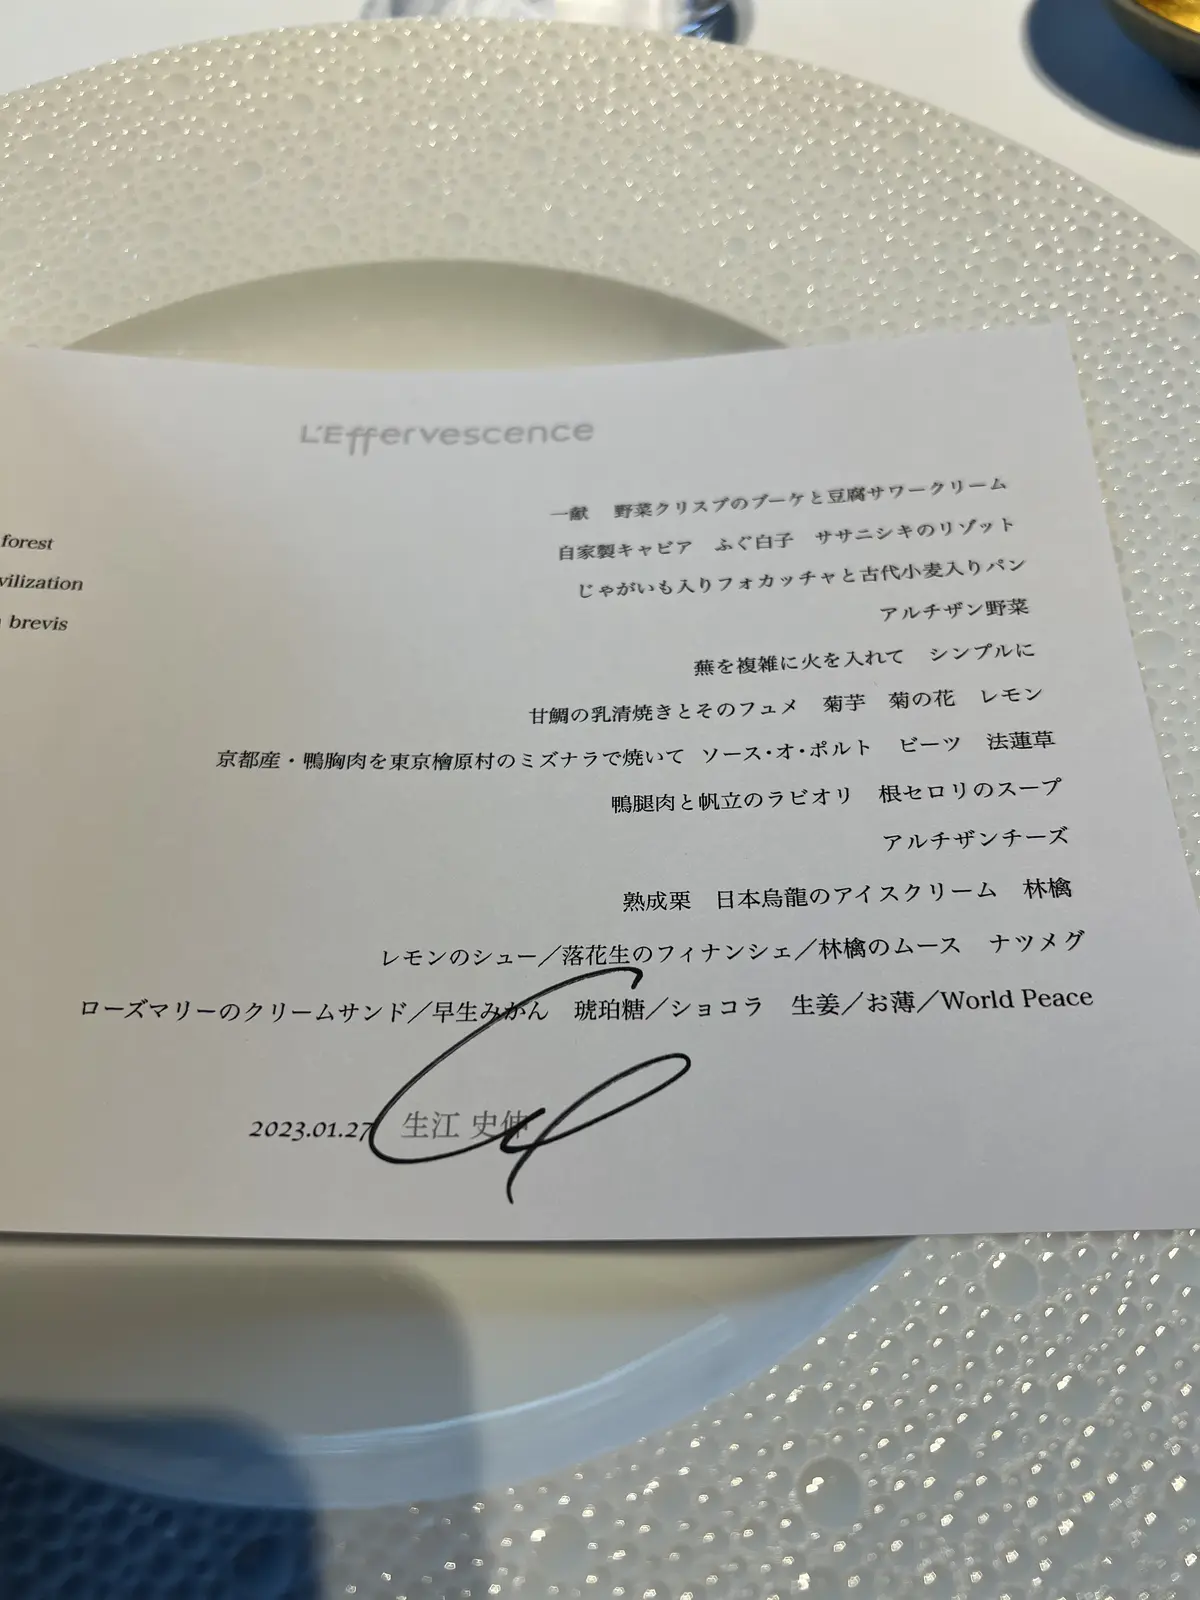 L'Effervescence
forest
vilization
brevis
一献　野菜クリスプのブーケと豆腐サワークリーム
自家製キャビア　ふぐ白子　ササニシキのリゾット
じゃがいも入りフォカッチャと古代小麦入りパン
アルチザン野菜
蕪を複雑に火を入れて　シンプルに
甘鯛の乳清焼きとそのフュメ　菊芋　菊の花　レモン
京都産・鴨胸肉を東京檜原村のミズナラで焼いて　ソース・オ・ポルト　ビーツ　法蓮草
鴨腿肉と帆立のラビオリ　根セロリのスープ
アルチザンチーズ
熟成栗　日本烏龍のアイスクリーム　林檎
レモンのシュー／落花生のフィナンシェ／林檎のムース　ナツメグ
ローズマリーのクリームサンド／早生みかん　琥珀糖／ショコラ　生姜／お薄／World Peace
2023.01.27　生江 史伸